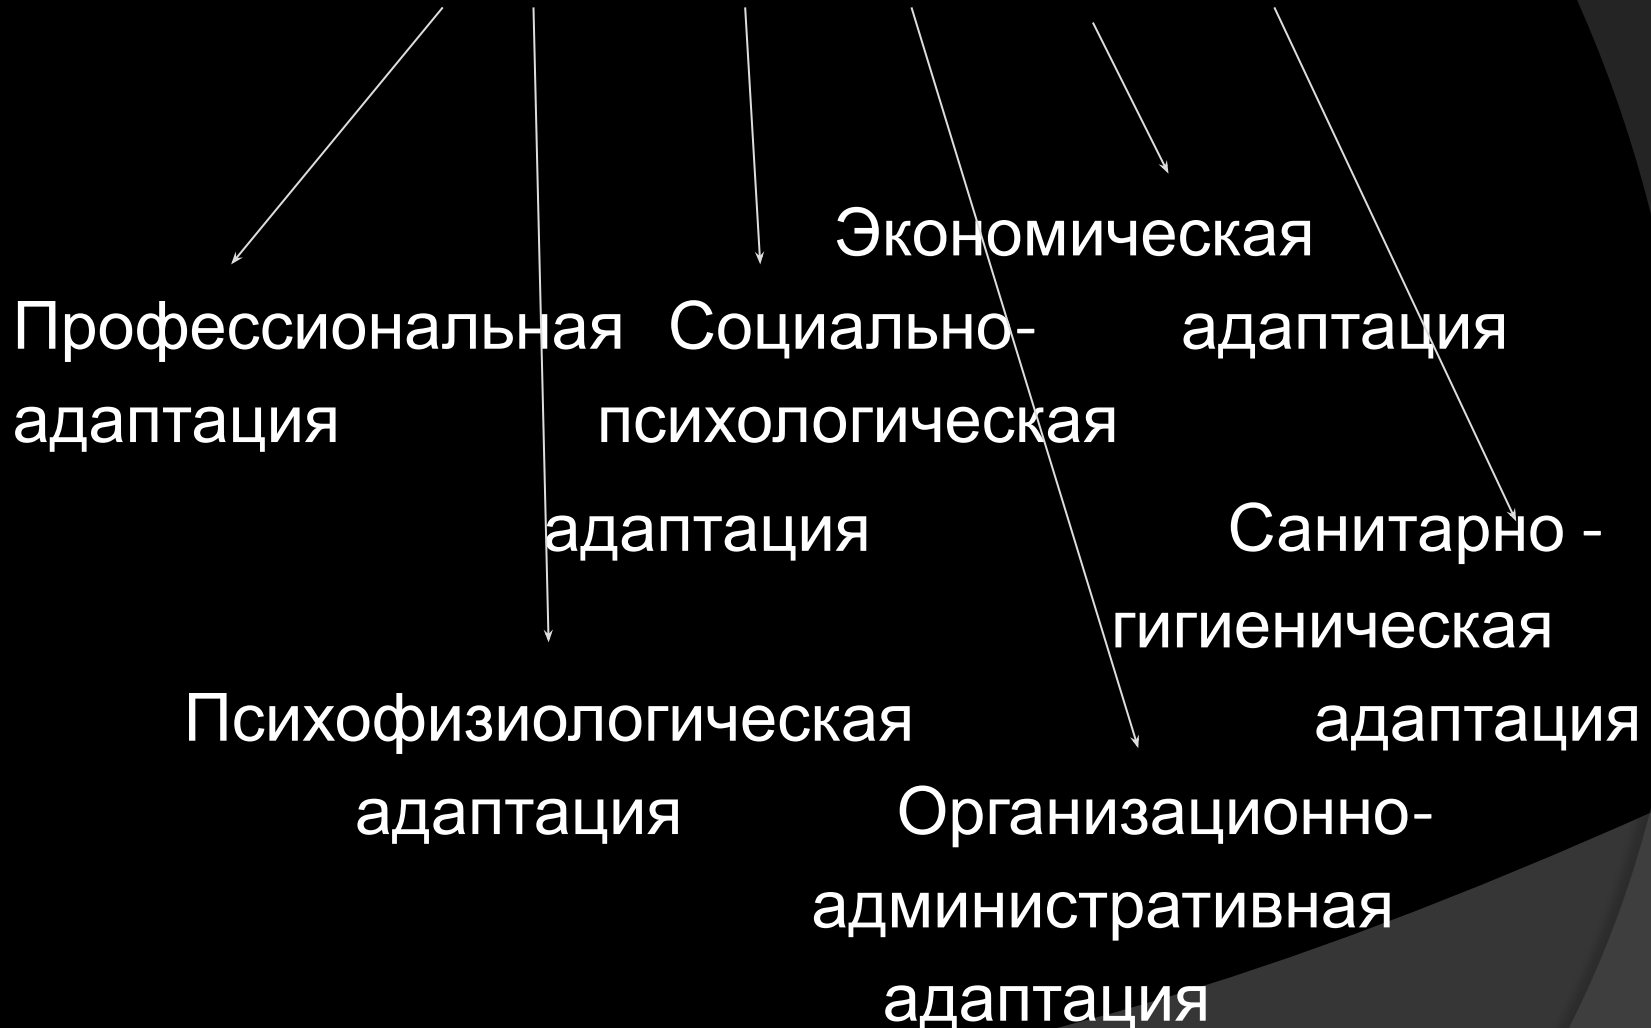 Экономическая
Профессиональная Социально- адаптация
адаптация психологическая
адаптация Санитарно -
гигиеническая
Психофизиологическая адаптация
адаптация Организационно-
административная
адаптация